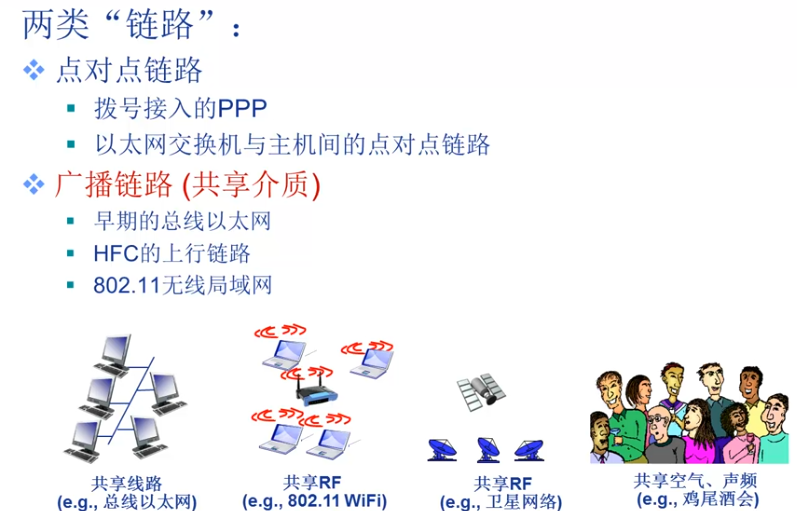 两类“链路”：
点对点链路
拨号接入的PPP
以太网交换机与主机间的点对点链路
广播链路 (共享介质)
早期的总线以太网
HFC的上行链路
802.11无线局域网
共享线路
(e.g., 总线以太网)
共享RF
(e.g., 802.11 WiFi)
共享RF
(e.g., 卫星网络)
共享空气、声频
(e.g., 鸡尾酒会)